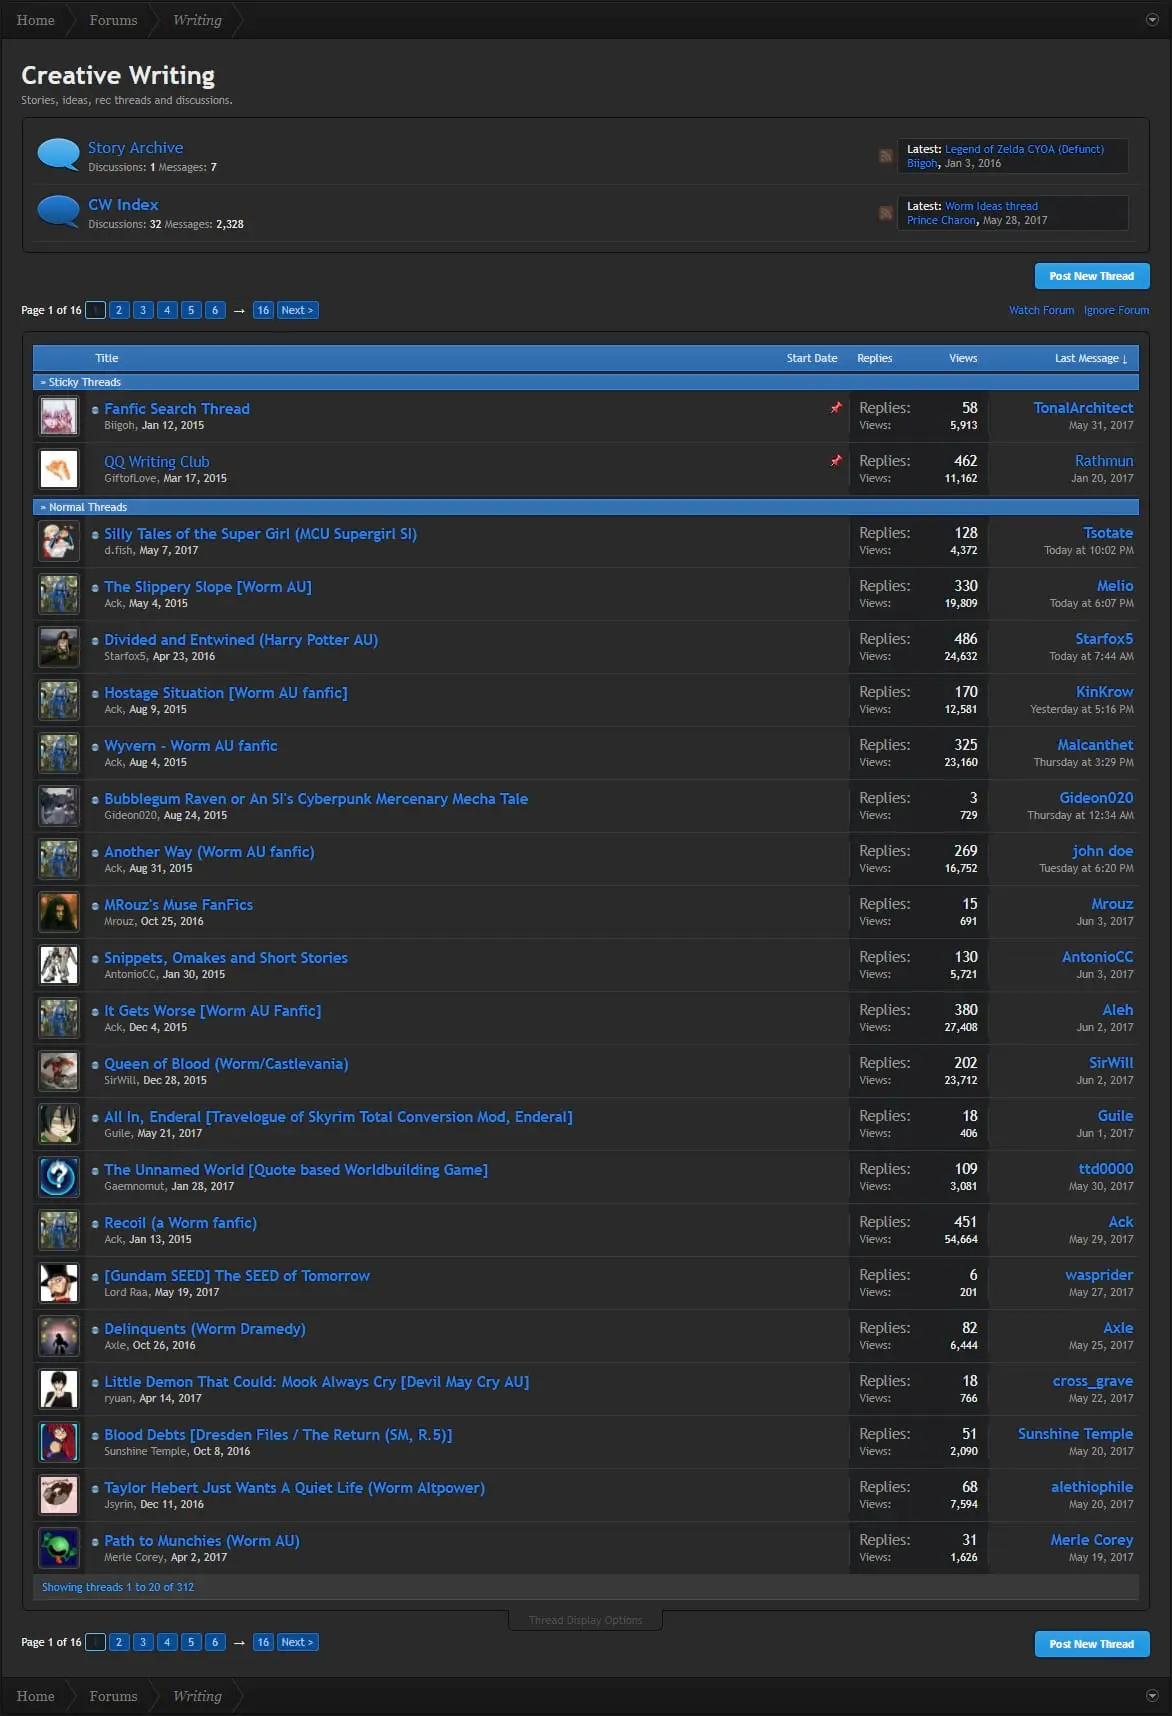 Home Forums Writing
Creative Writing
Stories, ideas, rec threads and discussions.
Story Archive
Discussions: 1 Messages: 7
Latest: Legend of Zelda CYOA (Defunct)
Biigoh, Jan 3, 2016
CW Index
Discussions: 32 Messages: 2,328
Latest: Worm Ideas thread
Prince Charon, May 28, 2017
Post New Thread
Page 1 of 16 1 2 3 4 5 6 → 16 Next >
Watch Forum Ignore Forum
Title Start Date Replies Views Last Message ↓
» Sticky Threads
Fanfic Search Thread Replies: 58 TonalArchitect
Biigoh, Jan 12, 2015 Views: 5,913 May 31, 2017
QQ Writing Club Replies: 462 Rathmun
GiftofLove, Mar 17, 2015 Views: 11,162 Jan 20, 2017
» Normal Threads
Silly Tales of the Super Girl (MCU Supergirl SI) Replies: 128 Tsotate
d.fish, May 7, 2017 Views: 4,372 Today at 10:02 PM
The Slippery Slope [Worm AU] Replies: 330 Melio
Ack, May 4, 2015 Views: 19,809 Today at 6:07 PM
Divided and Entwined (Harry Potter AU) Replies: 486 Starfox5
Starfox5, Apr 23, 2016 Views: 24,632 Today at 7:44 AM
Hostage Situation [Worm AU fanfic] Replies: 170 KinKrow
Ack, Aug 9, 2015 Views: 12,581 Yesterday at 5:16 PM
Wyvern - Worm AU fanfic Replies: 325 Malcanthet
Ack, Aug 4, 2015 Views: 23,160 Thursday at 3:29 PM
Bubblegum Raven or An SI's Cyberpunk Mercenary Mecha Tale Replies: 3 Gideon020
Gideon020, Aug 24, 2015 Views: 729 Thursday at 12:34 AM
Another Way (Worm AU fanfic) Replies: 269 john doe
Ack, Aug 31, 2015 Views: 16,752 Tuesday at 6:20 PM
MRouz's Muse FanFics Replies: 15 Mrouz
Mrouz, Oct 25, 2016 Views: 691 Jun 3, 2017
Snippets, Omakes and Short Stories Replies: 130 AntonioCC
AntonioCC, Jan 30, 2015 Views: 5,721 Jun 3, 2017
It Gets Worse [Worm AU Fanfic] Replies: 380 Aleh
Ack, Dec 4, 2015 Views: 27,408 Jun 2, 2017
Queen of Blood (Worm/Castlevania) Replies: 202 SirWill
SirWill, Dec 28, 2015 Views: 23,712 Jun 2, 2017
All In, Enderal [Travelogue of Skyrim Total Conversion Mod, Enderal] Replies: 18 Guile
Guile, May 21, 2017 Views: 406 Jun 1, 2017
The Unnamed World [Quote based Worldbuilding Game] Replies: 109 ttd0000
Gaemnomut, Jan 28, 2017 Views: 3,081 May 30, 2017
Recoil (a Worm fanfic) Replies: 451 Ack
Ack, Jan 13, 2015 Views: 54,664 May 29, 2017
[Gundam SEED] The SEED of Tomorrow Replies: 6 wasprider
Lord Raa, May 19, 2017 Views: 201 May 27, 2017
Delinquents (Worm Dramedy) Replies: 82 Axle
Axle, Oct 26, 2016 Views: 6,444 May 25, 2017
Little Demon That Could: Mook Always Cry [Devil May Cry AU] Replies: 18 cross_grave
ryuan, Apr 14, 2017 Views: 766 May 22, 2017
Blood Debts [Dresden Files / The Return (SM, R.5)] Replies: 51 Sunshine Temple
Sunshine Temple, Oct 8, 2016 Views: 2,090 May 20, 2017
Taylor Hebert Just Wants A Quiet Life (Worm Altpower) Replies: 68 alethiophile
Jsyrin, Dec 11, 2016 Views: 7,594 May 20, 2017
Path to Munchies (Worm AU) Replies: 31 Merle Corey
Merle Corey, Apr 2, 2017 Views: 1,626 May 19, 2017
Showing threads 1 to 20 of 312
Thread Display Options
Page 1 of 16 1 2 3 4 5 6 → 16 Next >
Post New Thread
Home Forums Writing